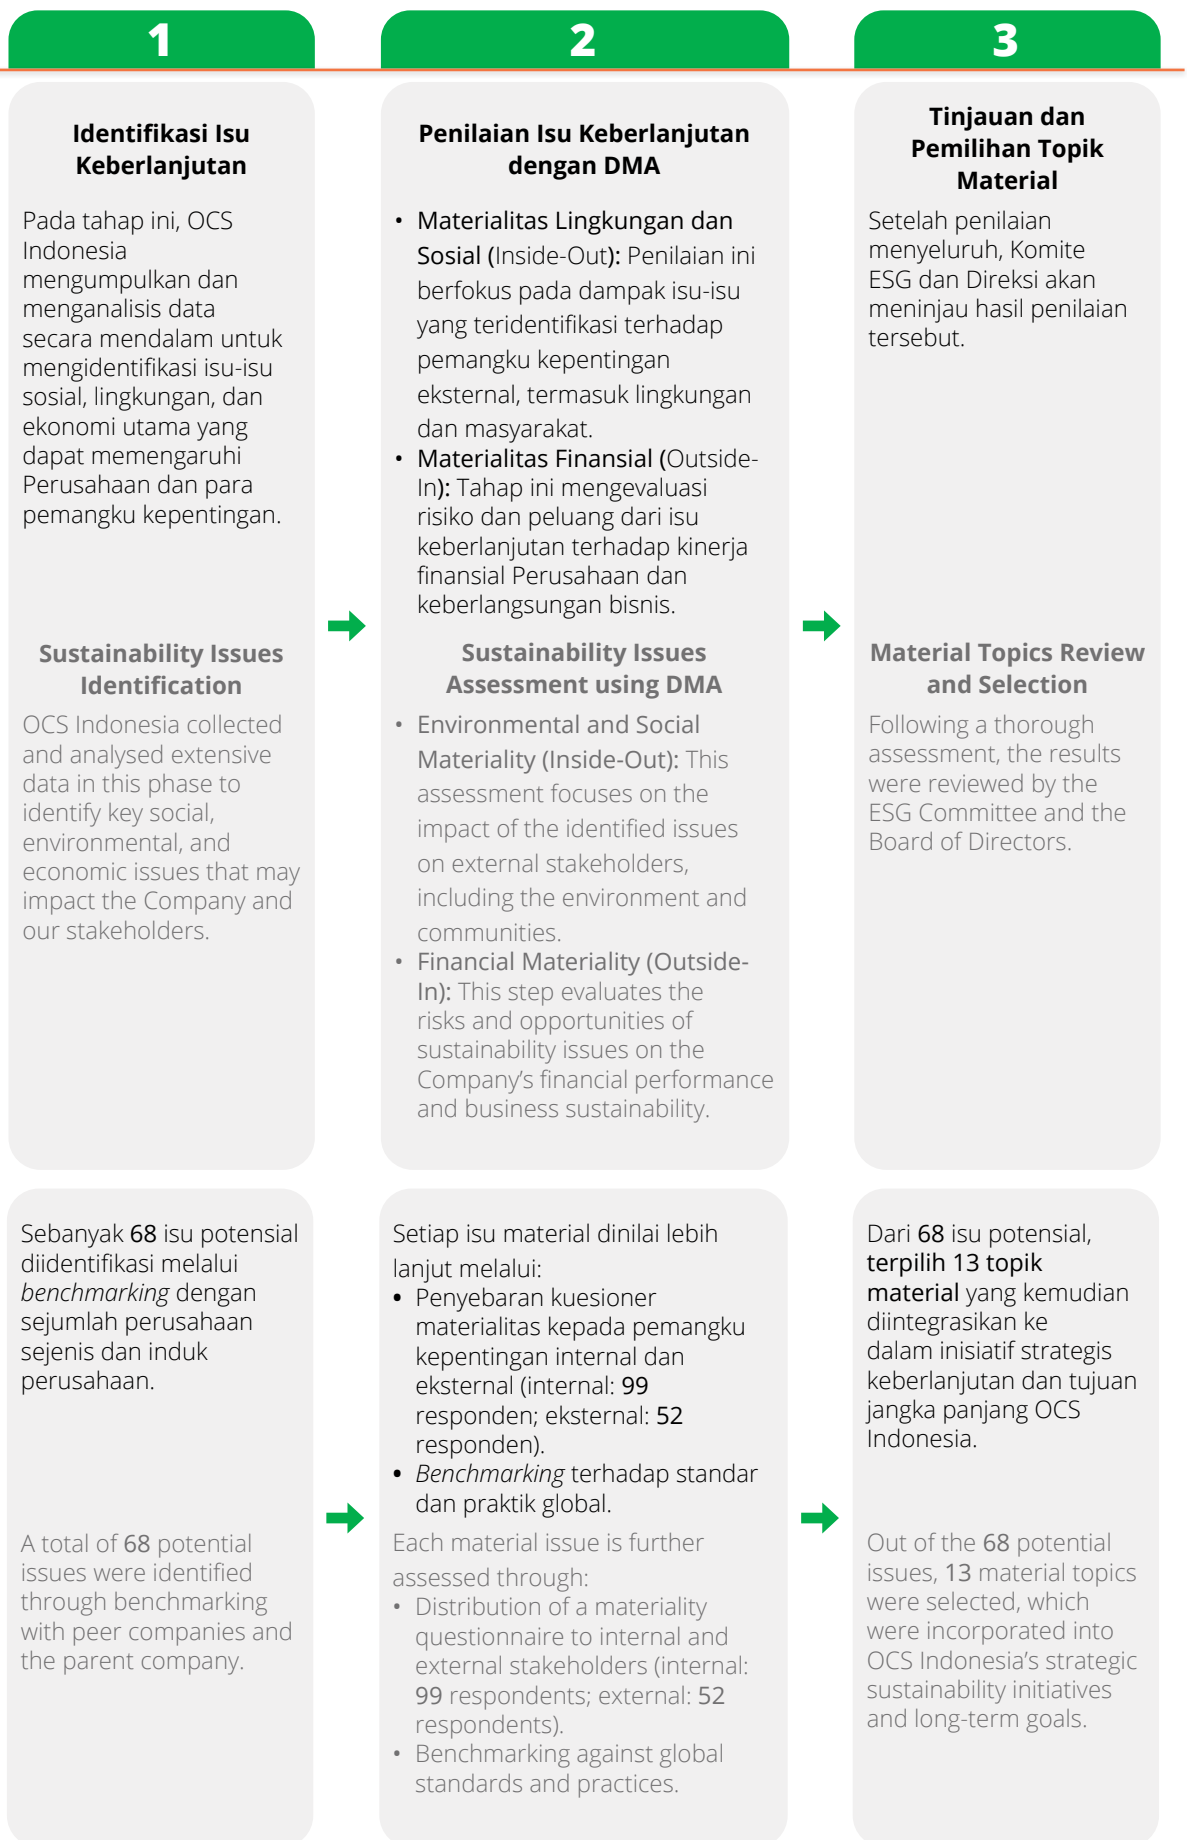 1
Identifikasi Isu
Keberlanjutan
Pada tahap ini, OCS
Indonesia
mengumpulkan dan
menganalisis data
secara mendalam untuk
mengidentifikasi isu-isu
sosial, lingkungan, dan
ekonomi utama yang
dapat memengaruhi
Perusahaan dan para
pemangku kepentingan.
Sustainability Issues
Identification
OCS Indonesia collected
and analysed extensive
data in this phase to
identify key social,
environmental, and
economic issues that may
impact the Company and
our stakeholders.
2
Penilaian Isu Keberlanjutan
dengan DMA
• Materialitas Lingkungan dan
Sosial (Inside-Out): Penilaian ini
berfokus pada dampak isu-isu
yang teridentifikasi terhadap
pemangku kepentingan
eksternal, termasuk lingkungan
dan masyarakat.
• Materialitas Finansial (Outside-
In): Tahap ini mengevaluasi
risiko dan peluang dari isu
keberlanjutan terhadap kinerja
finansial Perusahaan dan
keberlangsungan bisnis.
Sustainability Issues
Assessment using DMA
• Environmental and Social
Materiality (Inside-Out): This
assessment focuses on the
impact of the identified issues
on external stakeholders,
including the environment and
communities.
• Financial Materiality (Outside-
In): This step evaluates the
risks and opportunities of
sustainability issues on the
Company’s financial performance
and business sustainability.
3
Tinjauan dan
Pemilihan Topik
Material
Setelah penilaian
menyeluruh, Komite
ESG dan Direksi akan
meninjau hasil penilaian
tersebut.
Material Topics Review
and Selection
Following a thorough
assessment, the results
were reviewed by the
ESG Committee and the
Board of Directors.
Sebanyak 68 isu potensial
diidentifikasi melalui
benchmarking dengan
sejumlah perusahaan
sejenis dan induk
perusahaan.
A total of 68 potential
issues were identified
through benchmarking
with peer companies and
the parent company.
Setiap isu material dinilai lebih
lanjut melalui:
• Penyebaran kuesioner
materialitas kepada pemangku
kepentingan internal dan
eksternal (internal: 99
responden; eksternal: 52
responden).
• Benchmarking terhadap standar
dan praktik global.
Each material issue is further
assessed through:
• Distribution of a materiality
questionnaire to internal and
external stakeholders (internal:
99 respondents; external: 52
respondents).
• Benchmarking against global
standards and practices.
Dari 68 isu potensial,
terpilih 13 topik
material yang kemudian
diintegrasikan ke
dalam inisiatif strategis
keberlanjutan dan tujuan
jangka panjang OCS
Indonesia.
Out of the 68 potential
issues, 13 material topics
were selected, which
were incorporated into
OCS Indonesia’s strategic
sustainability initiatives
and long-term goals.